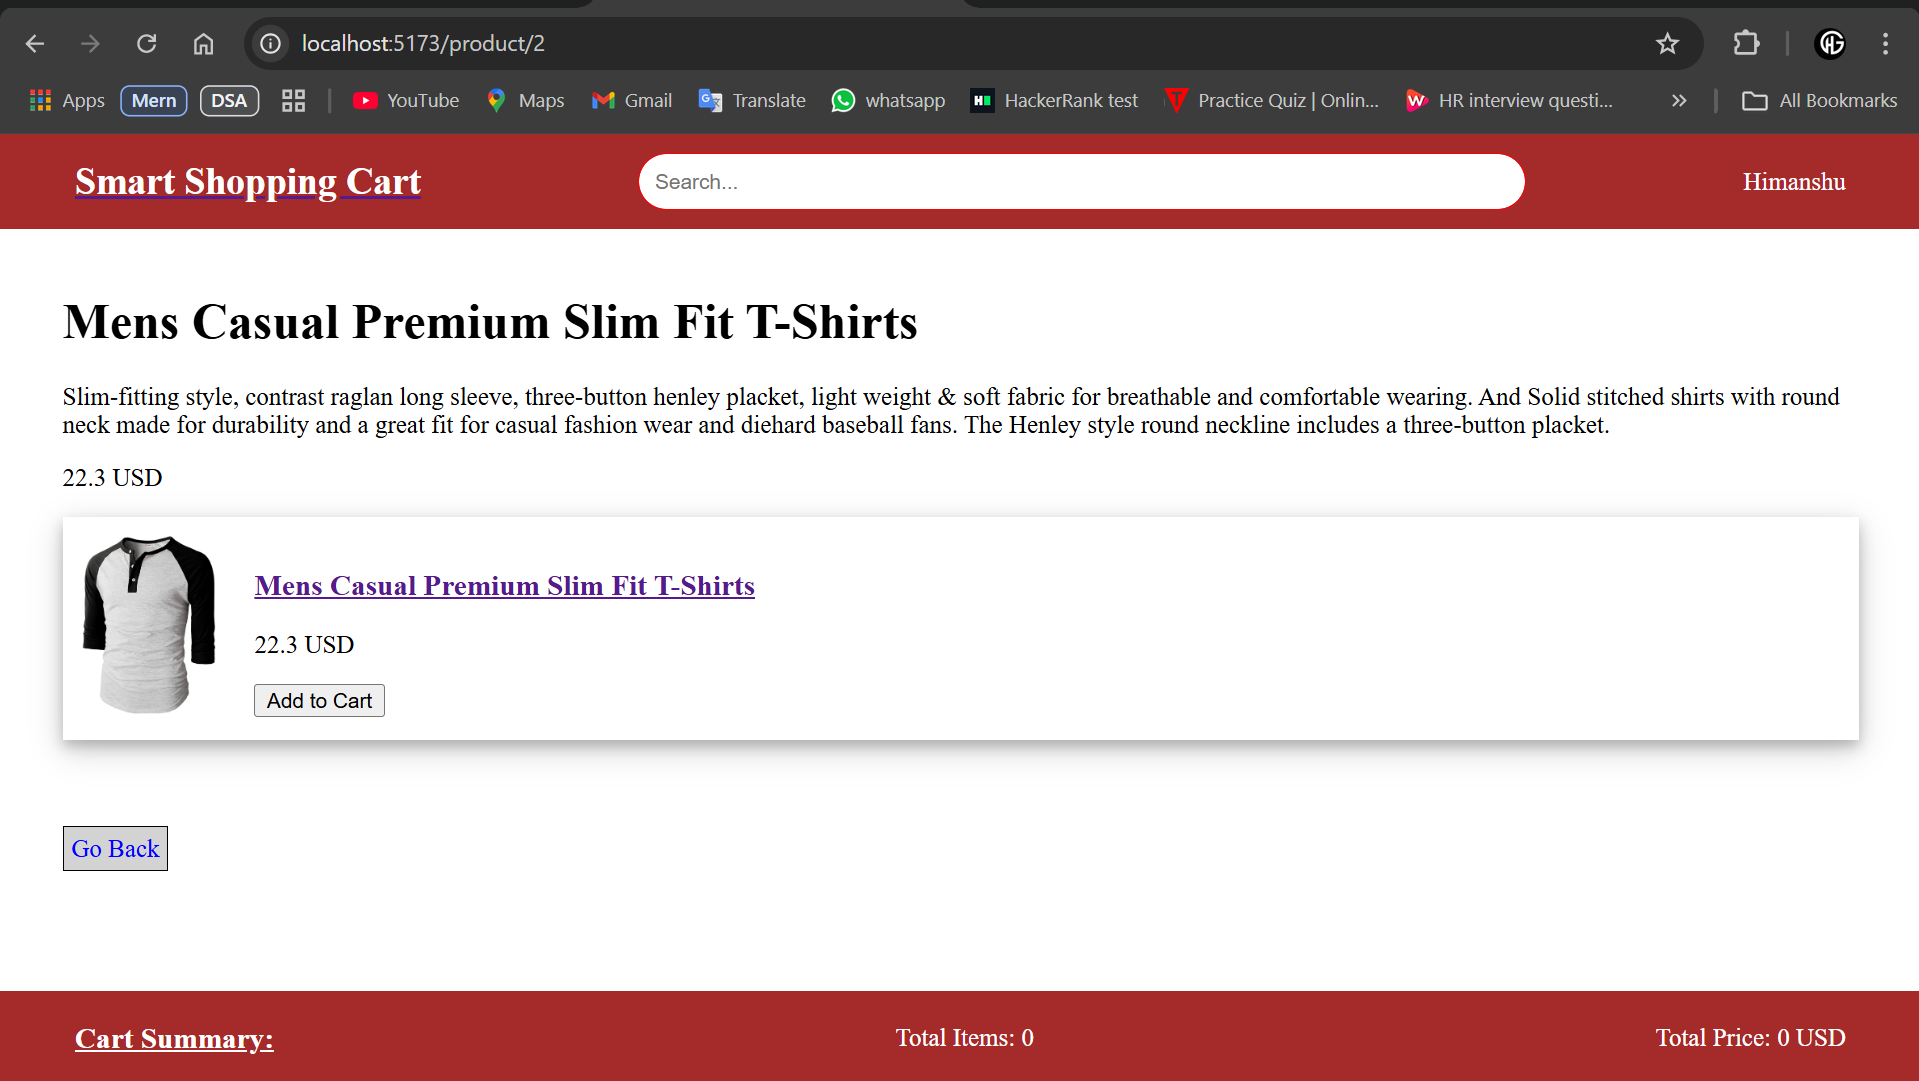 localhost:5173/product/2
Apps Mern DSA YouTube Maps Gmail Translate whatsapp HackerRank test Practice Quiz | Onlin... HR interview questi... All Bookmarks
Smart Shopping Cart Search... Himanshu
Mens Casual Premium Slim Fit T-Shirts
Slim-fitting style, contrast raglan long sleeve, three-button henley placket, light weight & soft fabric for breathable and comfortable wearing. And Solid stitched shirts with round
neck made for durability and a great fit for casual fashion wear and diehard baseball fans. The Henley style round neckline includes a three-button placket.
22.3 USD
Mens Casual Premium Slim Fit T-Shirts
22.3 USD
Add to Cart
Go Back
Cart Summary: Total Items: 0 Total Price: 0 USD